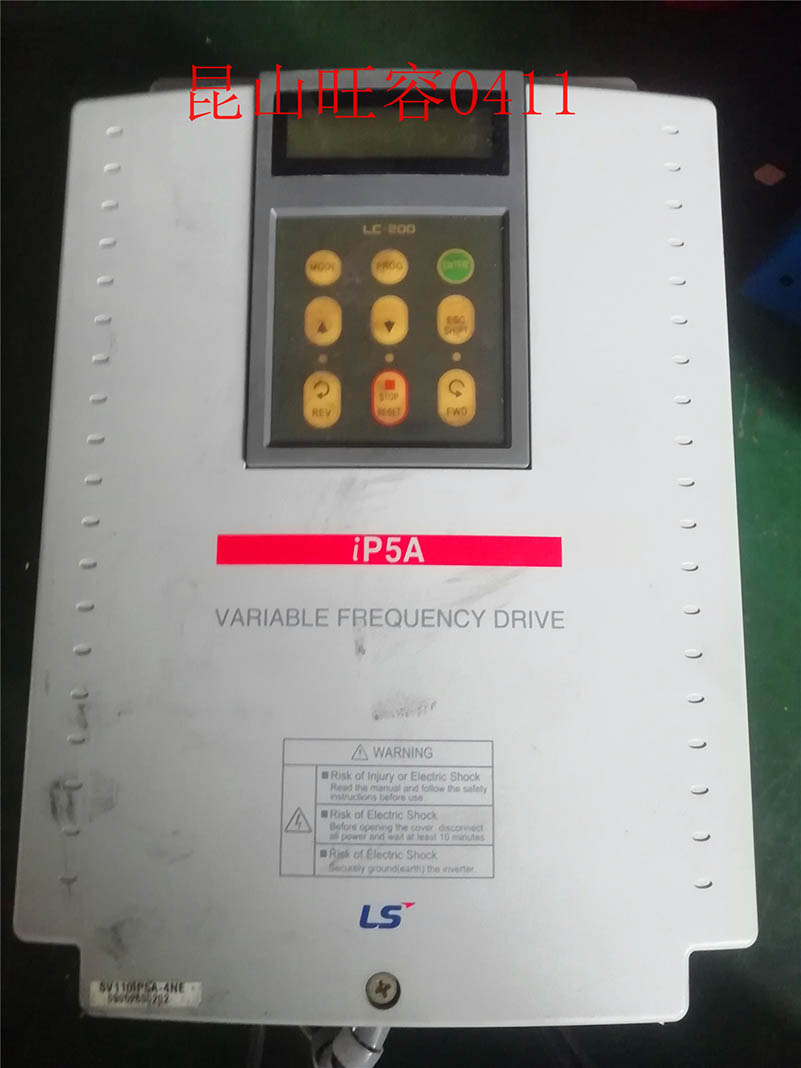 昆山旺容0411
LC-200
MODE PROG ENTER
ESC
SHIFT
REV
STOP
RESET
FWD
iP5A
VARIABLE FREQUENCY DRIVE
WARNING
Risk of Injury or Electric Shock
Read the manual and follow the safety
instructions before use
Risk of Electric Shock
Before opening the cover, disconnect
all power and wait at least 10 minutes
Risk of Electric Shock
Securely ground(earth) the inverter.
LS
SV110iP5A-4NE